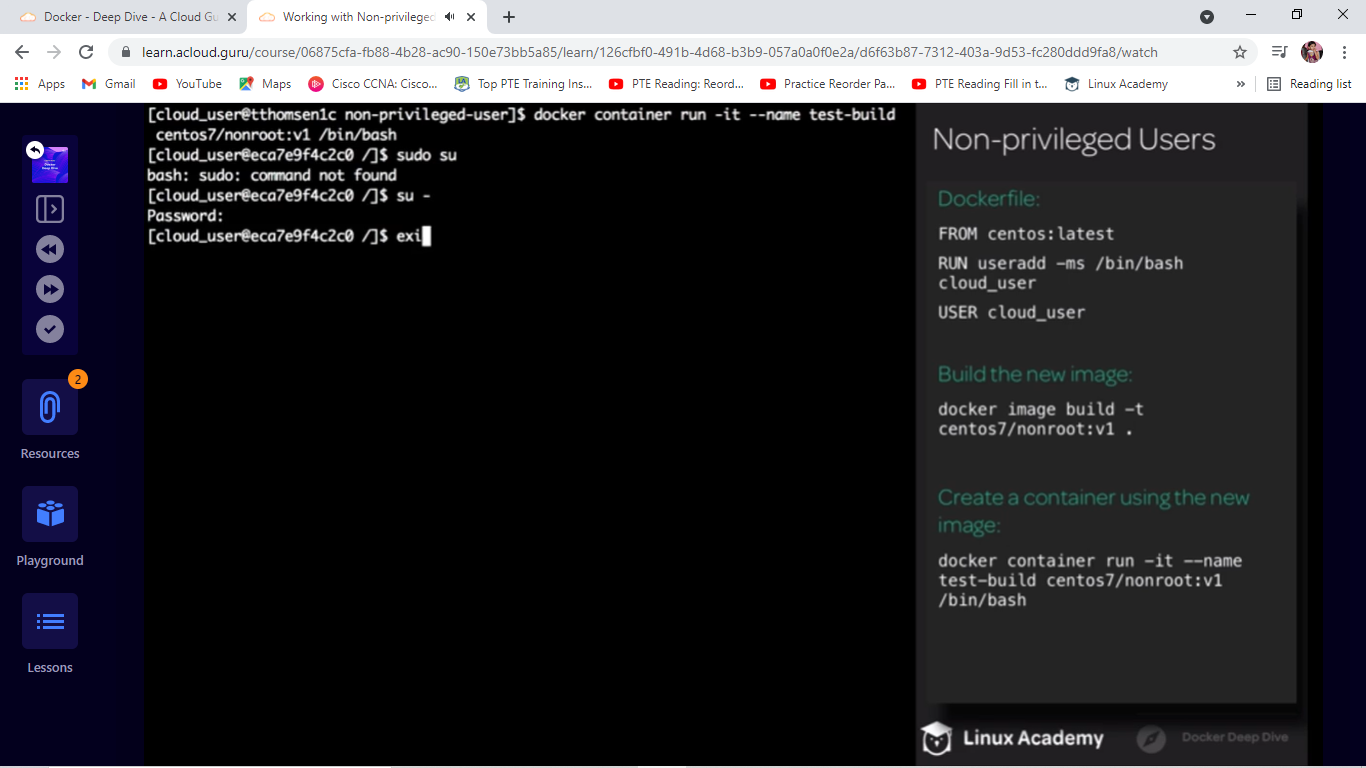 Docker - Deep Dive - A Cloud Gu
Working with Non-privileged
learn.acloud.guru/course/06875cfa-fb88-4b28-ac90-150e73bb5a85/learn/126cfbf0-491b-4d68-b3b9-057a0a0f0e2a/d6f63b87-7312-403a-9d53-fc280ddd9fa8/watch
Apps Gmail YouTube Maps Cisco CCNA: Cisco... Top PTE Training Ins... PTE Reading: Reord... Practice Reorder Pa... PTE Reading Fill in t... Linux Academy » Reading list
Docker
Deep Dive
2
Resources
Playground
Lessons
[cloud_user@tthomsen1c non-privileged-user]$ docker container run -it --name test-build
centos7/nonroot:v1 /bin/bash
[cloud_user@eca7e9f4c2c0 /]$ sudo su
bash: sudo: command not found
[cloud_user@eca7e9f4c2c0 /]$ su -
Password:
[cloud_user@eca7e9f4c2c0 /]$ exi
Non-privileged Users
Dockerfile:
FROM centos:latest
RUN useradd -ms /bin/bash
cloud_user
USER cloud_user
Build the new image:
docker image build -t
centos7/nonroot:v1 .
Create a container using the new
image:
docker container run -it --name
test-build centos7/nonroot:v1
/bin/bash
Linux Academy
Docker Deep Dive